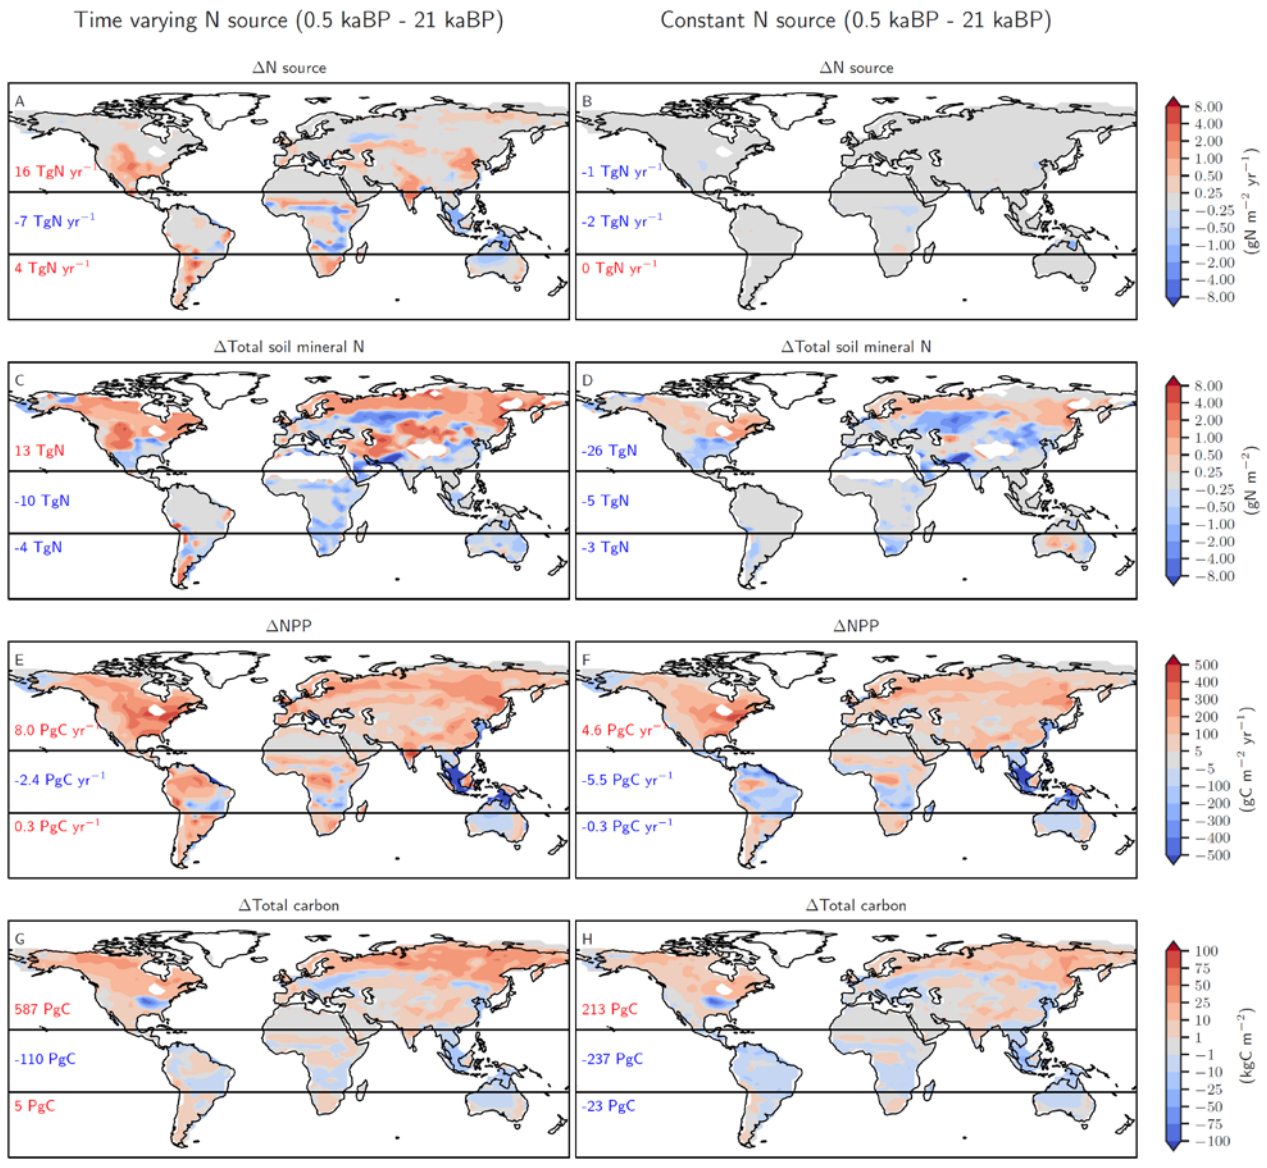 Time varying N source (0.5 kaBP - 21 kaBP)
Constant N source (0.5 kaBP - 21 kaBP)
ΔN source
A
16 TgN yr⁻¹
-7 TgN yr⁻¹
4 TgN yr⁻¹
ΔN source
B
-1 TgN yr⁻¹
-2 TgN yr⁻¹
0 TgN yr⁻¹
8.00
4.00
2.00
1.00
0.50
0.25
−0.25
−0.50
−1.00
−2.00
−4.00
−8.00
(gN m⁻² yr⁻¹)
ΔTotal soil mineral N
C
13 TgN
-10 TgN
-4 TgN
ΔTotal soil mineral N
D
-26 TgN
-5 TgN
-3 TgN
8.00
4.00
2.00
1.00
0.50
0.25
−0.25
−0.50
−1.00
−2.00
−4.00
−8.00
(gN m⁻²)
ΔNPP
E
8.0 PgC yr⁻¹
-2.4 PgC yr⁻¹
0.3 PgC yr⁻¹
ΔNPP
F
4.6 PgC yr⁻¹
-5.5 PgC yr⁻¹
-0.3 PgC yr⁻¹
500
400
300
200
100
5
−5
−100
−200
−300
−400
−500
(gC m⁻² yr⁻¹)
ΔTotal carbon
G
587 PgC
-110 PgC
5 PgC
ΔTotal carbon
H
213 PgC
-237 PgC
-23 PgC
100
75
50
25
10
1
−1
−10
−25
−50
−75
−100
(kgC m⁻²)